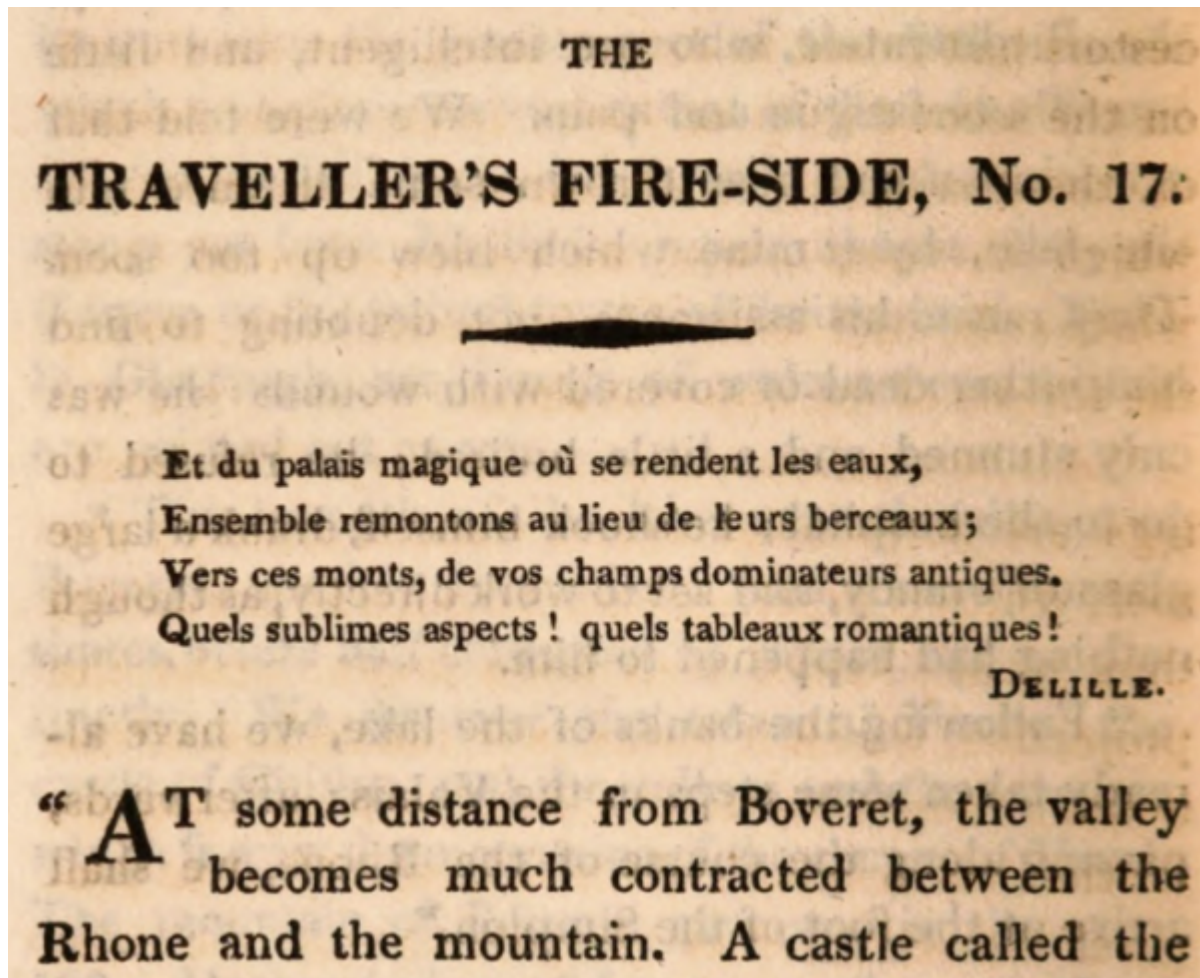 THE
TRAVELLER'S FIRE-SIDE, No. 17.
Et du palais magique où se rendent les eaux,
Ensemble remontons au lieu de leurs berceaux;
Vers ces monts, de vos champs dominateurs antiques.
Quels sublimes aspects! quels tableaux romantiques!
DELILLE.
"AT some distance from Boveret, the valley
becomes much contracted between the
Rhone and the mountain. A castle called the